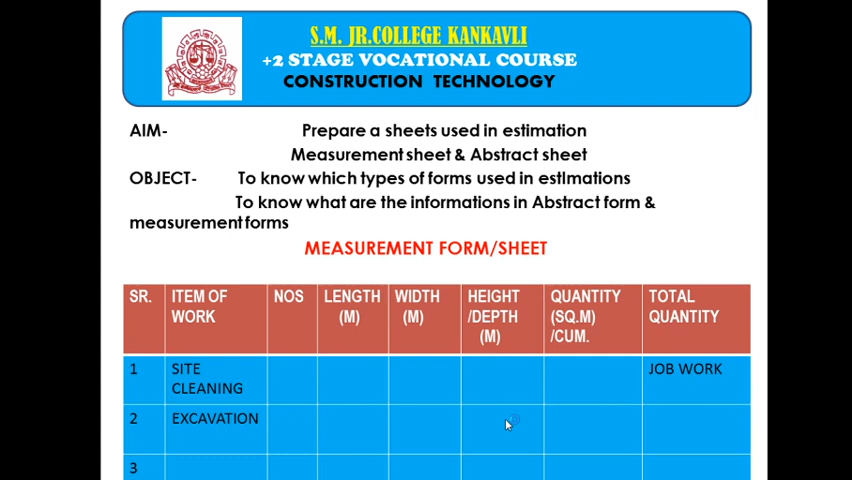 S.M. JR.COLLEGE KANKAVLI
+2 STAGE VOCATIONAL COURSE
CONSTRUCTION TECHNOLOGY
AIM- Prepare a sheets used in estimation
Measurement sheet & Abstract sheet
OBJECT- To know which types of forms used in estImations
To know what are the informations in Abstract form &
measurement forms
MEASUREMENT FORM/SHEET
SR. ITEM OF WORK NOS LENGTH (M) WIDTH (M) HEIGHT /DEPTH (M) QUANTITY (SQ.M) /CUM. TOTAL QUANTITY
1 SITE CLEANING JOB WORK
2 EXCAVATION
3